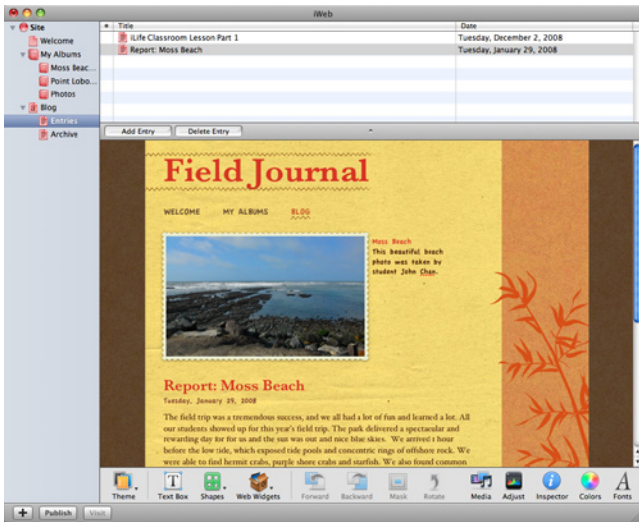 iWeb
Site
Welcome
My Albums
Moss Beac...
Point Lobo...
Photos
Blog
Entries
Archive
Title Date
iLife Classroom Lesson Part 1 Tuesday, December 2, 2008
Report: Moss Beach Tuesday, January 29, 2008
Add Entry Delete Entry
Field Journal
WELCOME MY ALBUMS BLOG
Moss Beach
This beautiful beach
photo was taken by
student John Chan.
Report: Moss Beach
Tuesday, January 29, 2008
The field trip was a tremendous success, and we all had a lot of fun and learned a lot. All
our students showed up for this year's field trip. The park delivered a spectacular and
rewarding day for for us and the sun was out and nice blue skies. We arrived 1 hour
before the low tide, which exposed tide pools and concentric rings of offshore rock. We
were able to find hermit crabs, purple shore crabs and starfish. We also found common
Theme Text Box Shapes Web Widgets Forward Backward Mask Rotate Media Adjust Inspector Colors Fonts
Publish Visit